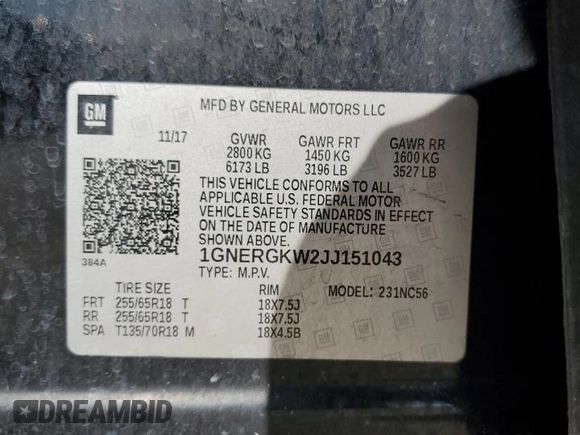 GM
MFD BY GENERAL MOTORS LLC
11/17 GVWR GAWR FRT GAWR RR
2800 KG 1450 KG 1600 KG
6173 LB 3196 LB 3527 LB
THIS VEHICLE CONFORMS TO ALL
APPLICABLE U.S. FEDERAL MOTOR
VEHICLE SAFETY STANDARDS IN EFFECT
ON THE DATE OF MANUFACTURE
SHOWN ABOVE.
384A
1GNERGKW2JJ151043
TYPE: M.P.V.
TIRE SIZE RIM MODEL: 231NC56
FRT 255/65R18 T 18X7.5J
RR 255/65R18 T 18X7.5J
SPA T135/70R18 M 18X4.5B
DREAMBID